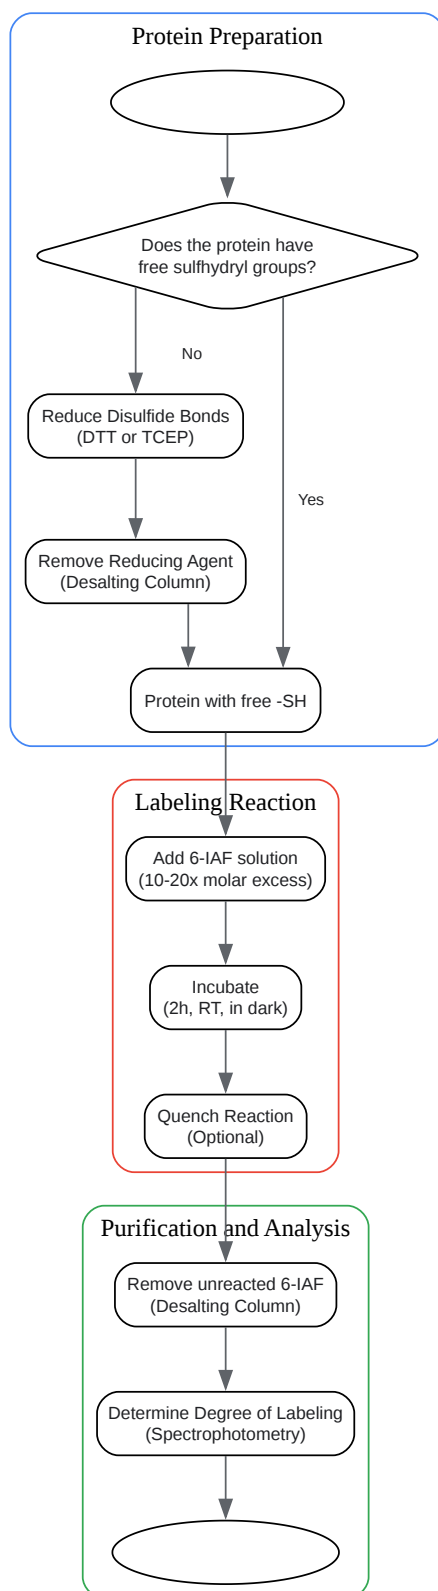 Protein Preparation
Does the protein have
free sulfhydryl groups?
No
Reduce Disulfide Bonds
(DTT or TCEP)
Yes
Remove Reducing Agent
(Desalting Column)
Protein with free -SH
Labeling Reaction
Add 6-IAF solution
(10-20x molar excess)
Incubate
(2h, RT, in dark)
Quench Reaction
(Optional)
Purification and Analysis
Remove unreacted 6-IAF
(Desalting Column)
Determine Degree of Labeling
(Spectrophotometry)